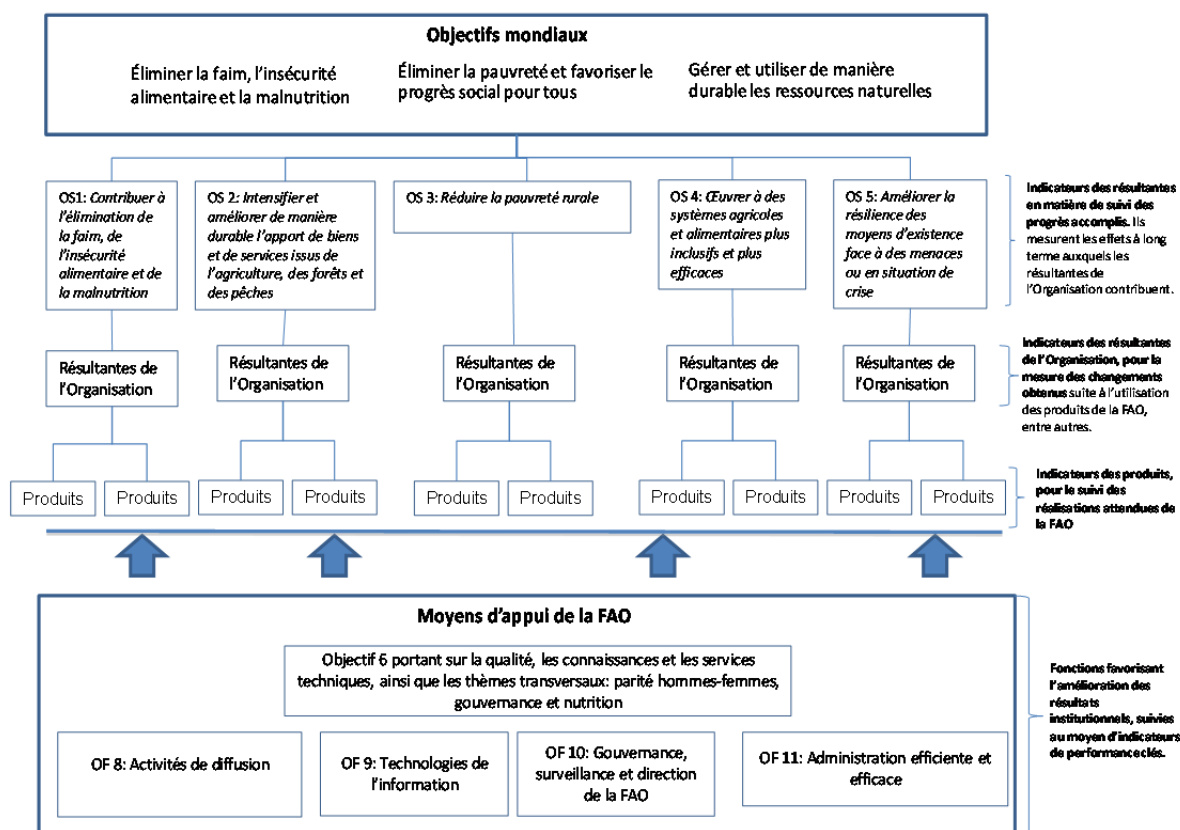 Objectifs mondiaux
Éliminer la faim, l'insécurité
alimentaire et la malnutrition
Éliminer la pauvreté et favoriser le
progrès social pour tous
Gérer et utiliser de manière
durable les ressources naturelles
OS1: Contribuer à
l'élimination de
la faim, de
l'insécurité
alimentaire et de
la malnutrition
OS 2: Intensifier et
améliorer de manière
durable l'apport de biens
et de services issus de
l'agriculture, des forêts et
des pêches
OS 3: Réduire la pauvreté rurale
OS 4: Œuvrer à des
systèmes agricoles
et alimentaires plus
inclusifs et plus
efficaces
OS 5: Améliorer la
résilience des
moyens d'existence
face à des menaces
ou en situation de
crise
Indicateurs des résultantes
en matière de suivi des
progrès accomplis. Ils
mesurent les effets à long
terme auxquels les
résultantes de
l'Organisation contribuent.
Résultantes de
l'Organisation
Résultantes de
l'Organisation
Résultantes de
l'Organisation
Résultantes de
l'Organisation
Résultantes de
l'Organisation
Indicateurs des résultantes
de l'Organisation, pour la
mesure des changements
obtenus suite à l'utilisation
des produits de la FAO,
entre autres.
Produits
Produits
Produits
Produits
Produits
Produits
Produits
Produits
Produits
Produits
Indicateurs des produits,
pour le suivi des
réalisations attendues de
la FAO
Moyens d'appui de la FAO
Objectif 6 portant sur la qualité, les connaissances et les services
techniques, ainsi que les thèmes transversaux: parité hommes-femmes,
gouvernance et nutrition
OF 8: Activités de diffusion
OF 9: Technologies de
l'information
OF 10: Gouvernance,
surveillance et direction
de la FAO
OF 11: Administration efficiente et
efficace
Fonctions favorisant
l'amélioration des
résultats
institutionnels, suivies
au moyen d'indicateurs
de performance clés.